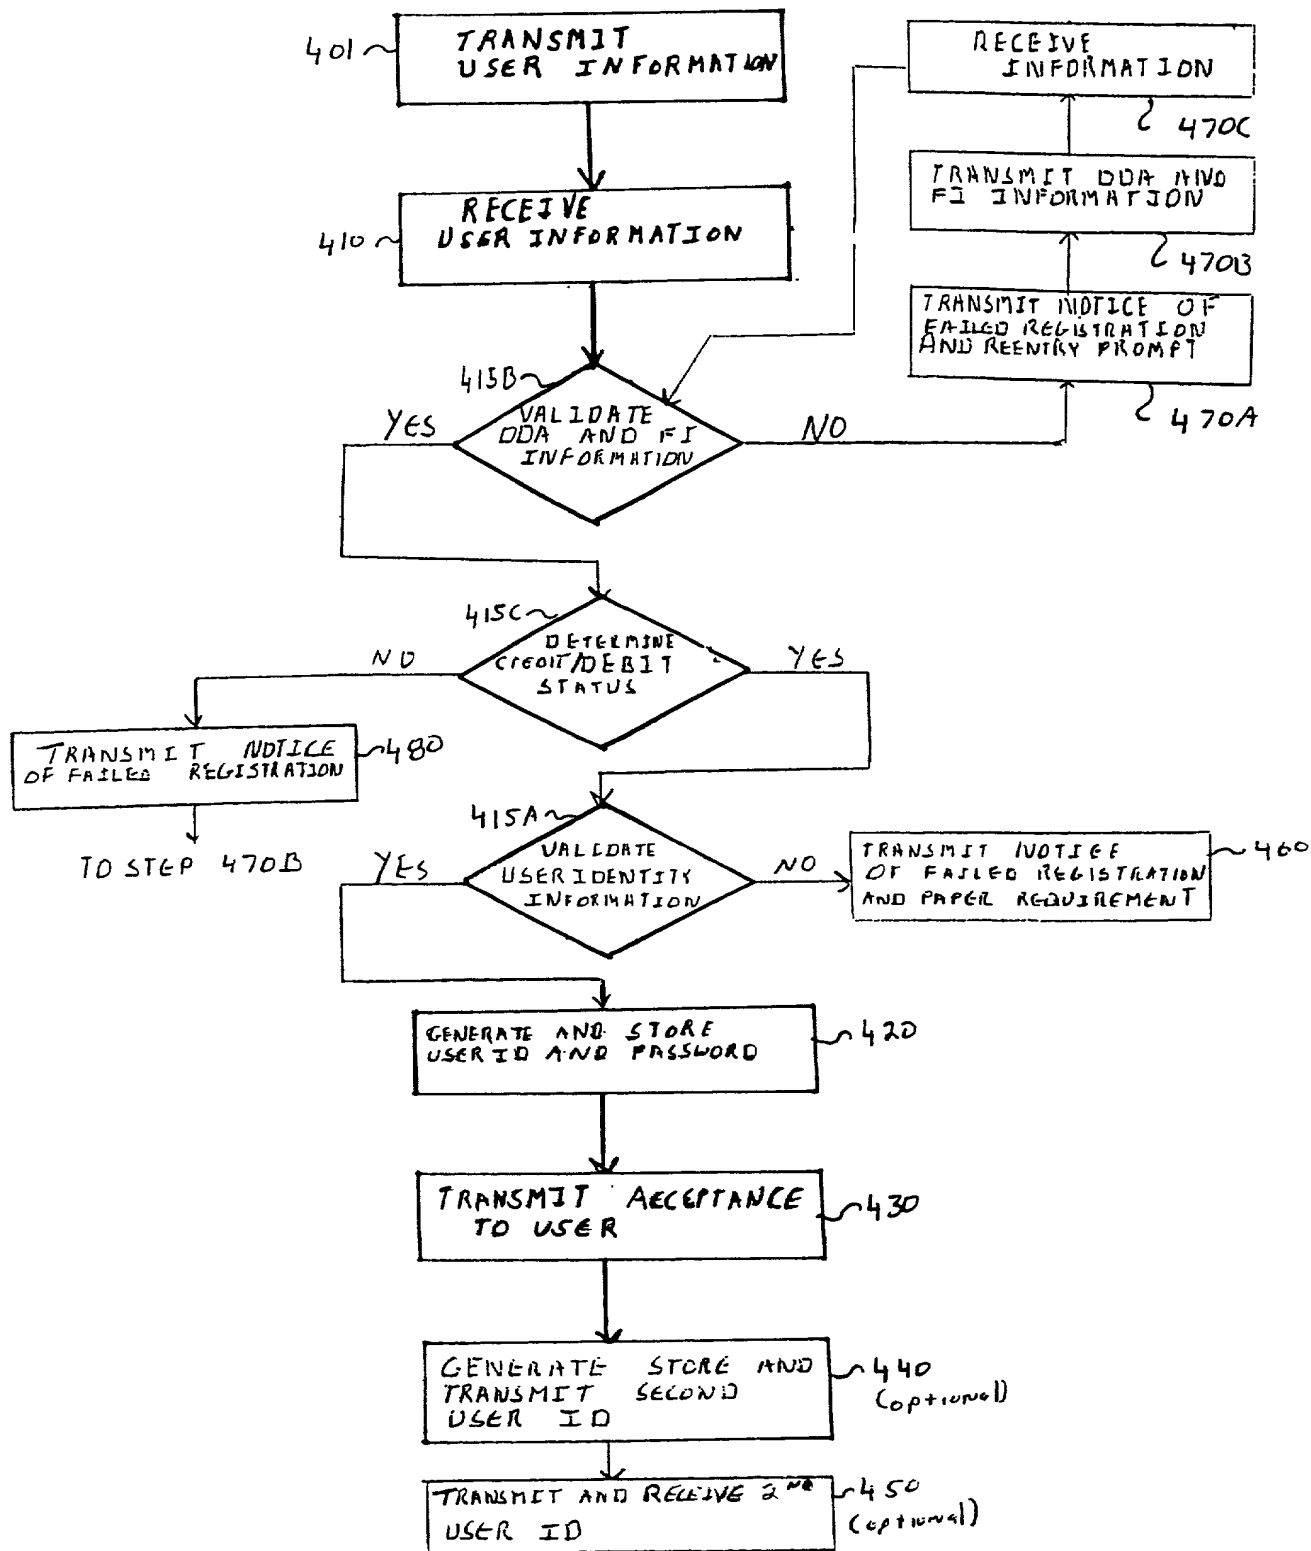 401
TRANSMIT
USER INFORMATION
RECEIVE
INFORMATION
470C
TRANSMIT DDA AND
FI INFORMATION
470B
410
RECEIVE
USER INFORMATION
TRANSMIT NOTICE OF
FAILED REGISTRATION
AND REENTRY PROMPT
470A
415B
YES
VALIDATE
DDA AND FI
INFORMATION
NO
415C
NO
DETERMINE
CREDIT/DEBIT
STATUS
YES
TRANSMIT NOTICE
OF FAILED REGISTRATION
480
TO STEP 470B
415A
YES
VALIDATE
USER IDENTITY
INFORMATION
NO
TRANSMIT NOTICE
OF FAILED REGISTRATION
AND PAPER REQUIREMENT
460
GENERATE AND STORE
USER ID AND PASSWORD
420
TRANSMIT ACCEPTANCE
TO USER
430
GENERATE STORE AND
TRANSMIT SECOND
USER ID
440
(optional)
TRANSMIT AND RECEIVE 2ND
USER ID
450
(optional)